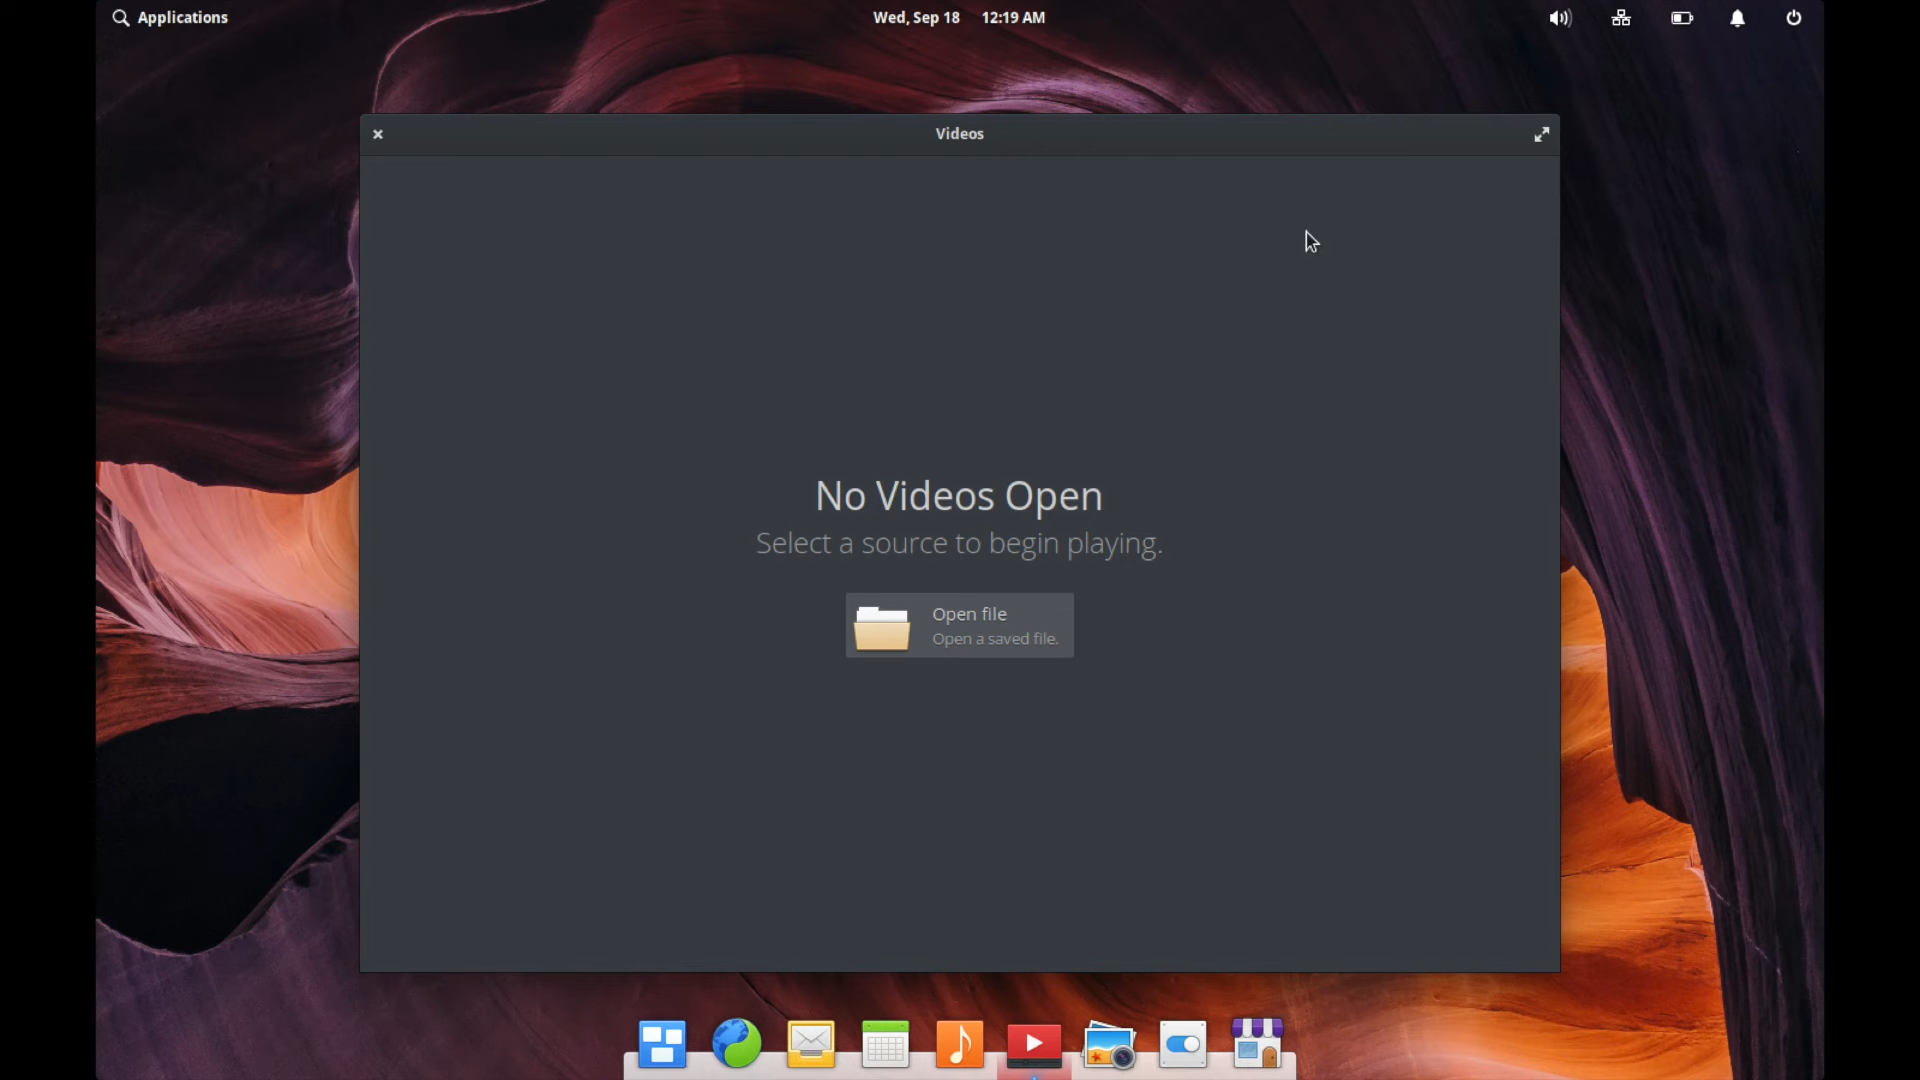 Applications
Wed, Sep 18 12:19 AM
Videos
No Videos Open
Select a source to begin playing.
Open file
Open a saved file.